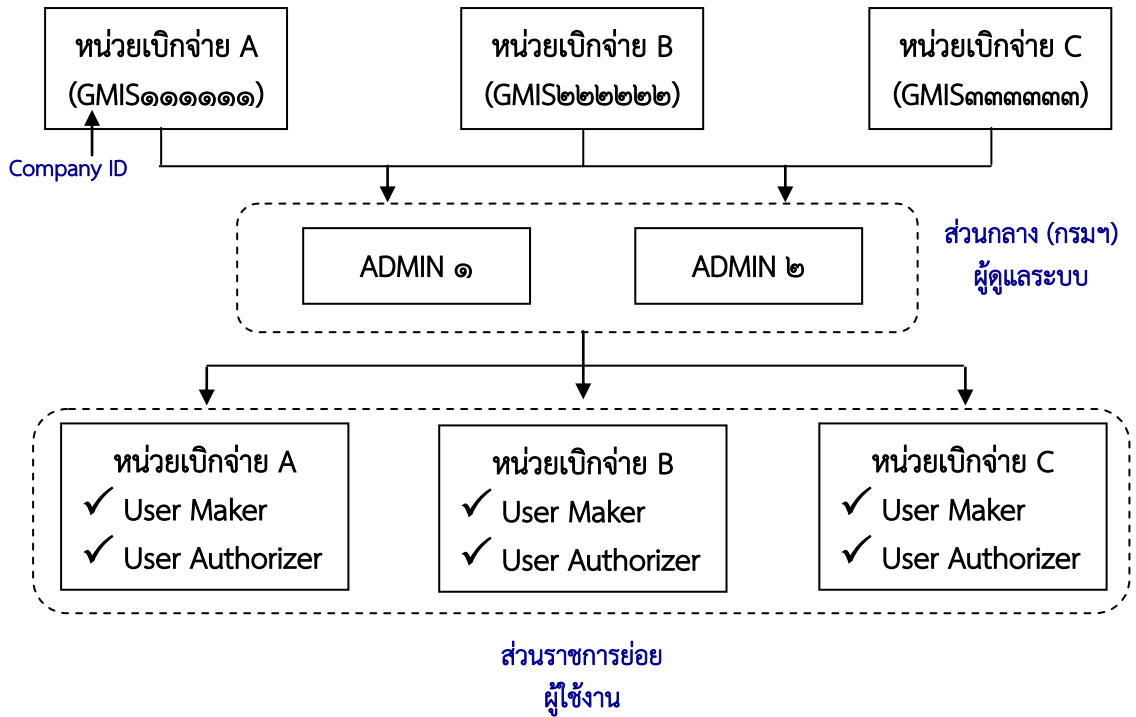 หน่วยเบิกจ่าย A
(GMIS๑๑๑๑๑๑)
หน่วยเบิกจ่าย B
(GMIS๒๒๒๒๒๒)
หน่วยเบิกจ่าย C
(GMIS๓๓๓๓๓๓)
Company ID
ADMIN ๑
ADMIN ๒
ส่วนกลาง (กรมฯ)
ผู้ดูแลระบบ
หน่วยเบิกจ่าย A
✓ User Maker
✓ User Authorizer
หน่วยเบิกจ่าย B
✓ User Maker
✓ User Authorizer
หน่วยเบิกจ่าย C
✓ User Maker
✓ User Authorizer
ส่วนราชการย่อย
ผู้ใช้งาน